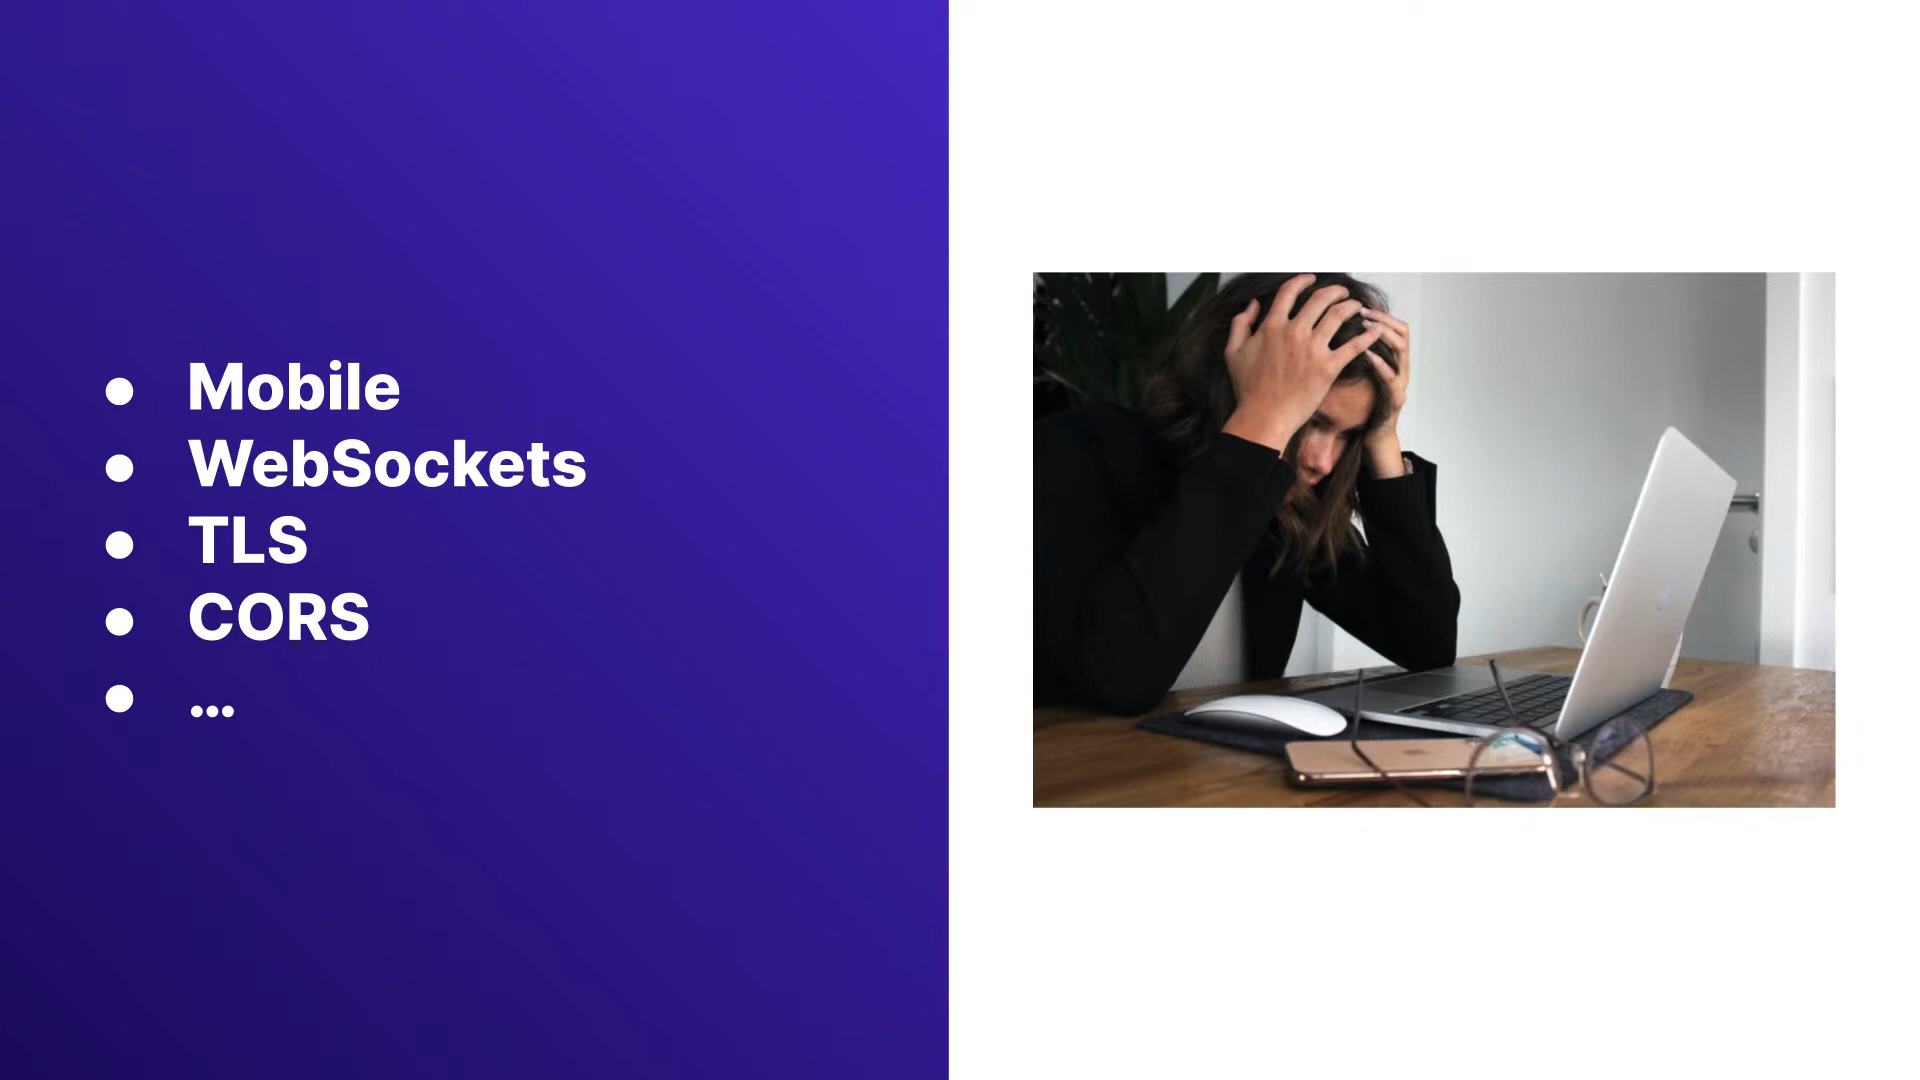 ● Mobile
● WebSockets
● TLS
● CORS
● ...